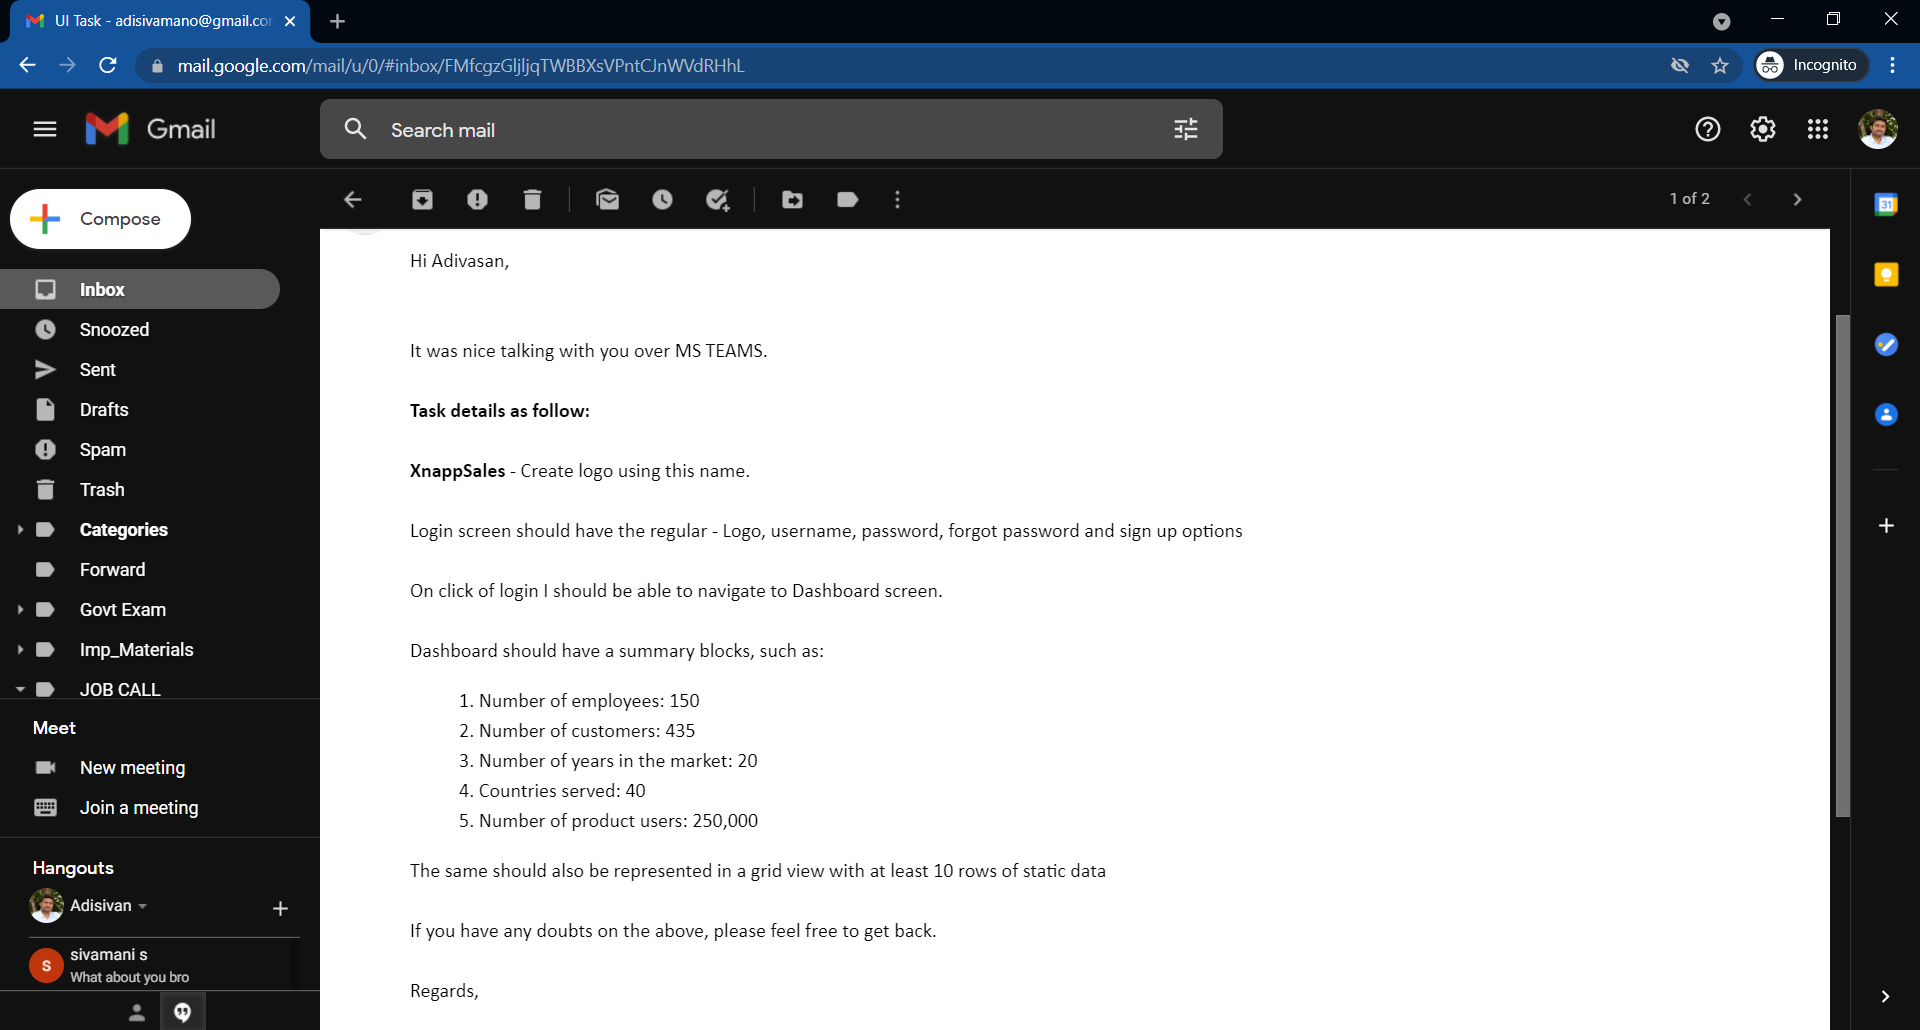 UI Task - adisivamano@gmail.co
mail.google.com/mail/u/0/#inbox/FMfcgzGljljqTWBBXsVPntCJnWVdRHhL
Incognito
Gmail
Search mail
Compose
1 of 2
31
Inbox
Snoozed
Sent
Drafts
Spam
Trash
Categories
Forward
Govt Exam
Imp_Materials
JOB CALL
Meet
New meeting
Join a meeting
Hangouts
Adisivan
S
sivamani s
What about you bro
Hi Adivasan,
It was nice talking with you over MS TEAMS.
Task details as follow:
XnappSales - Create logo using this name.
Login screen should have the regular - Logo, username, password, forgot password and sign up options
On click of login I should be able to navigate to Dashboard screen.
Dashboard should have a summary blocks, such as:
1. Number of employees: 150
2. Number of customers: 435
3. Number of years in the market: 20
4. Countries served: 40
5. Number of product users: 250,000
The same should also be represented in a grid view with at least 10 rows of static data
If you have any doubts on the above, please feel free to get back.
Regards,